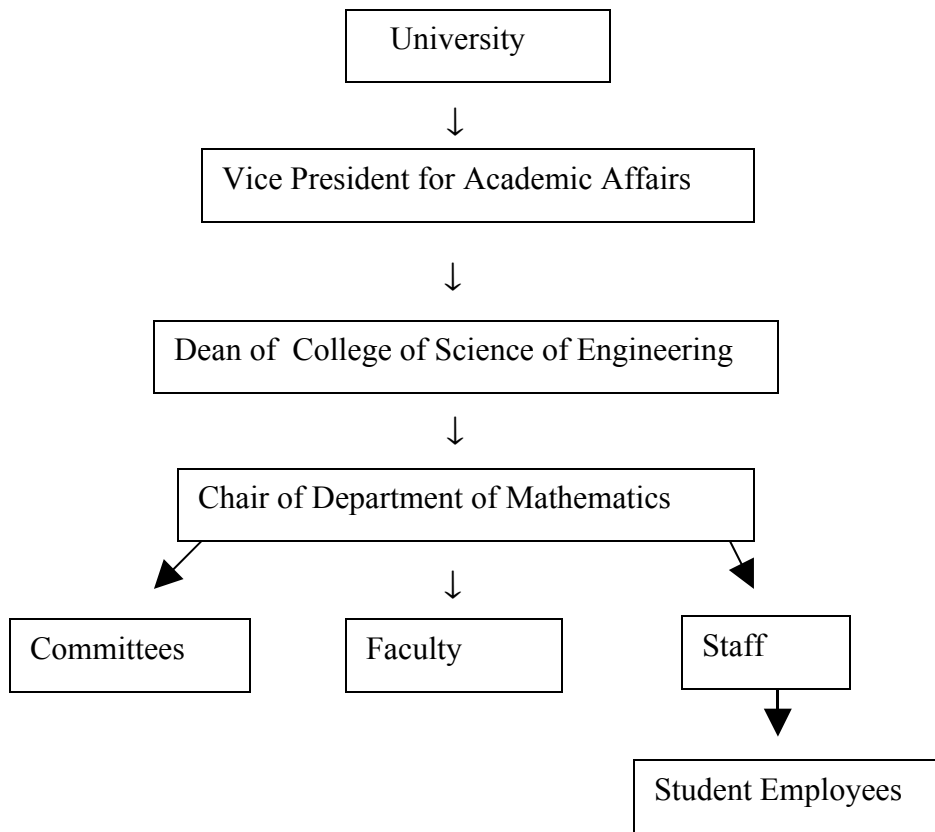 University
↓
Vice President for Academic Affairs
↓
Dean of  College of Science of Engineering
↓
Chair of Department of Mathematics
↓
Committees
Faculty
Staff
Student Employees